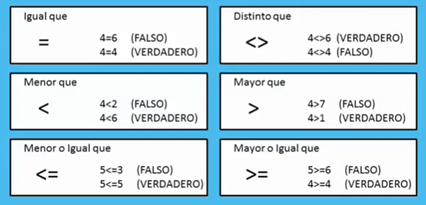 Igual que
=
4=6 (FALSO)
4=4 (VERDADERO)
Distinto que
<>
4<>6 (VERDADERO)
4<>4 (FALSO)
Menor que
<
4<2 (FALSO)
4<6 (VERDADERO)
Mayor que
>
4>7 (FALSO)
4>1 (VERDADERO)
Menor o Igual que
<=
5<=3 (FALSO)
5<=5 (VERDADERO)
Mayor o Igual que
>=
5>=6 (FALSO)
4>=4 (VERDADERO)